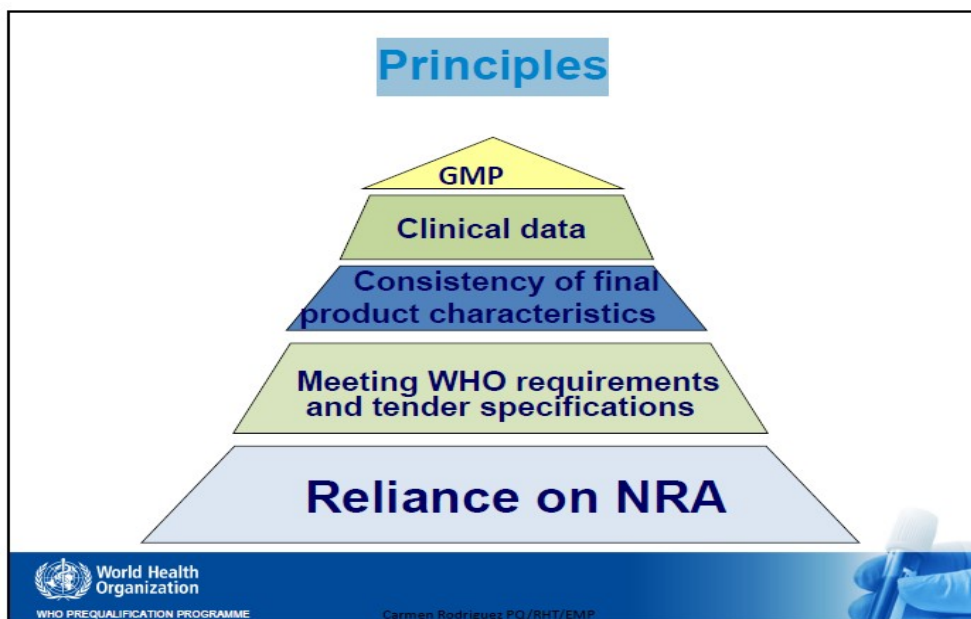 Principles
GMP
Clinical data
Consistency of final
product characteristics
Meeting WHO requirements
and tender specifications
Reliance on NRA
World Health
Organization
WHO PREQUALIFICATION PROGRAMME
Carmen Rodriguez PQ/RHT/EMP